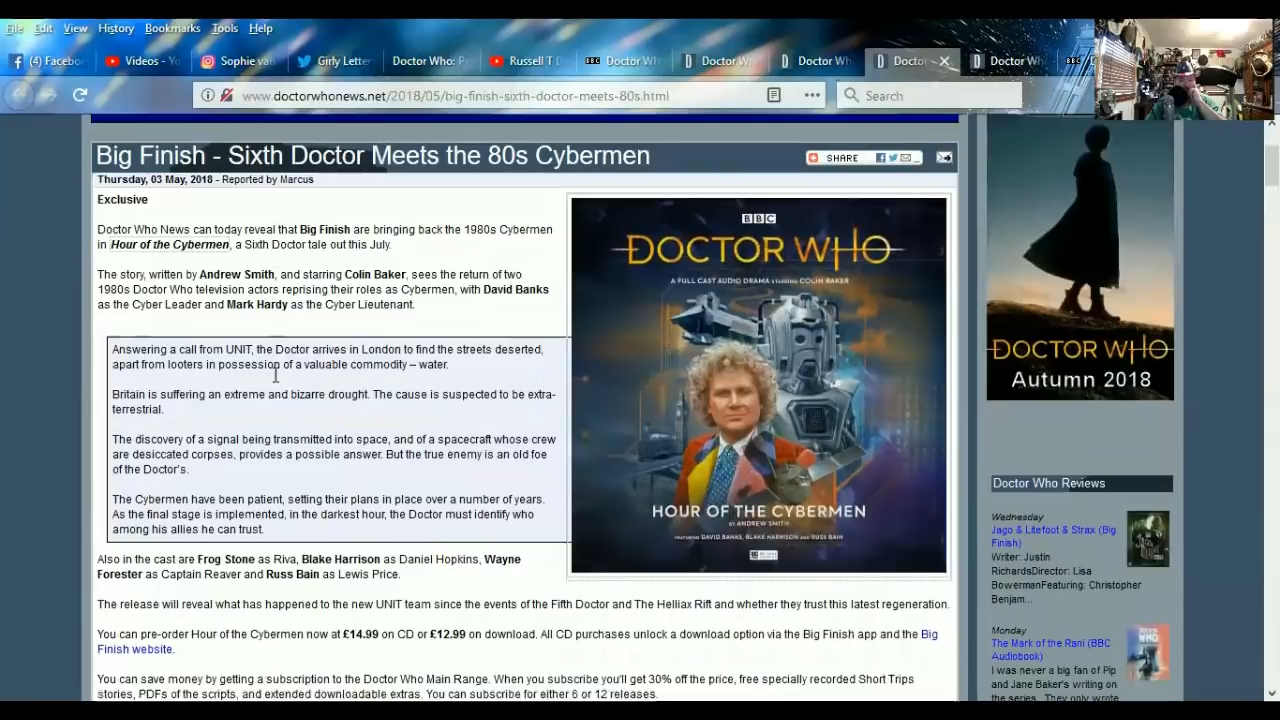 File Edit View History Bookmarks Tools Help
(4) Facebo
Videos - Yo
Sophie va
Girly Lette
Doctor Who: P
Russell T D
BBC Doctor Wh
Doctor Wh
Doctor Wh
Docto
Doctor Wh
BBC
www.doctorwhonews.net/2018/05/big-finish-sixth-doctor-meets-80s.html
Search
Big Finish - Sixth Doctor Meets the 80s Cybermen
SHARE
Thursday, 03 May, 2018 - Reported by Marcus
Exclusive
Doctor Who News can today reveal that Big Finish are bringing back the 1980s Cybermen
in Hour of the Cybermen, a Sixth Doctor tale out this July.
The story, written by Andrew Smith, and starring Colin Baker, sees the return of two
1980s Doctor Who television actors reprising their roles as Cybermen, with David Banks
as the Cyber Leader and Mark Hardy as the Cyber Lieutenant.
Answering a call from UNIT, the Doctor arrives in London to find the streets deserted,
apart from looters in possession of a valuable commodity – water.
Britain is suffering an extreme and bizarre drought. The cause is suspected to be extra-
terrestrial.
The discovery of a signal being transmitted into space, and of a spacecraft whose crew
are desiccated corpses, provides a possible answer. But the true enemy is an old foe
of the Doctor's.
The Cybermen have been patient, setting their plans in place over a number of years.
As the final stage is implemented, in the darkest hour, the Doctor must identify who
among his allies he can trust.
Also in the cast are Frog Stone as Riva, Blake Harrison as Daniel Hopkins, Wayne
Forester as Captain Reaver and Russ Bain as Lewis Price.
The release will reveal what has happened to the new UNIT team since the events of the Fifth Doctor and The Helliax Rift and whether they trust this latest regeneration.
You can pre-order Hour of the Cybermen now at £14.99 on CD or £12.99 on download. All CD purchases unlock a download option via the Big Finish app and the Big
Finish website.
You can save money by getting a subscription to the Doctor Who Main Range. When you subscribe you'll get 30% off the price, free specially recorded Short Trips
stories, PDFs of the scripts, and extended downloadable extras. You can subscribe for either 6 or 12 releases.
BBC
DOCTOR WHO
A FULL CAST AUDIO DRAMA STARRING COLIN BAKER
HOUR OF THE CYBERMEN
BY ANDREW SMITH
FEATURING DAVID BANKS, BLAKE HARRISON AND RUSS BAIN
DOCTOR WHO
Autumn 2018
Doctor Who Reviews
Wednesday
Jago & Litefoot & Strax (Big
Finish)
Writer: Justin
RichardsDirector: Lisa
BowermanFeaturing: Christopher
Benjam...
Monday
The Mark of the Rani (BBC
Audiobook)
I was never a big fan of Pip
and Jane Baker's writing on
the series. They only wrote